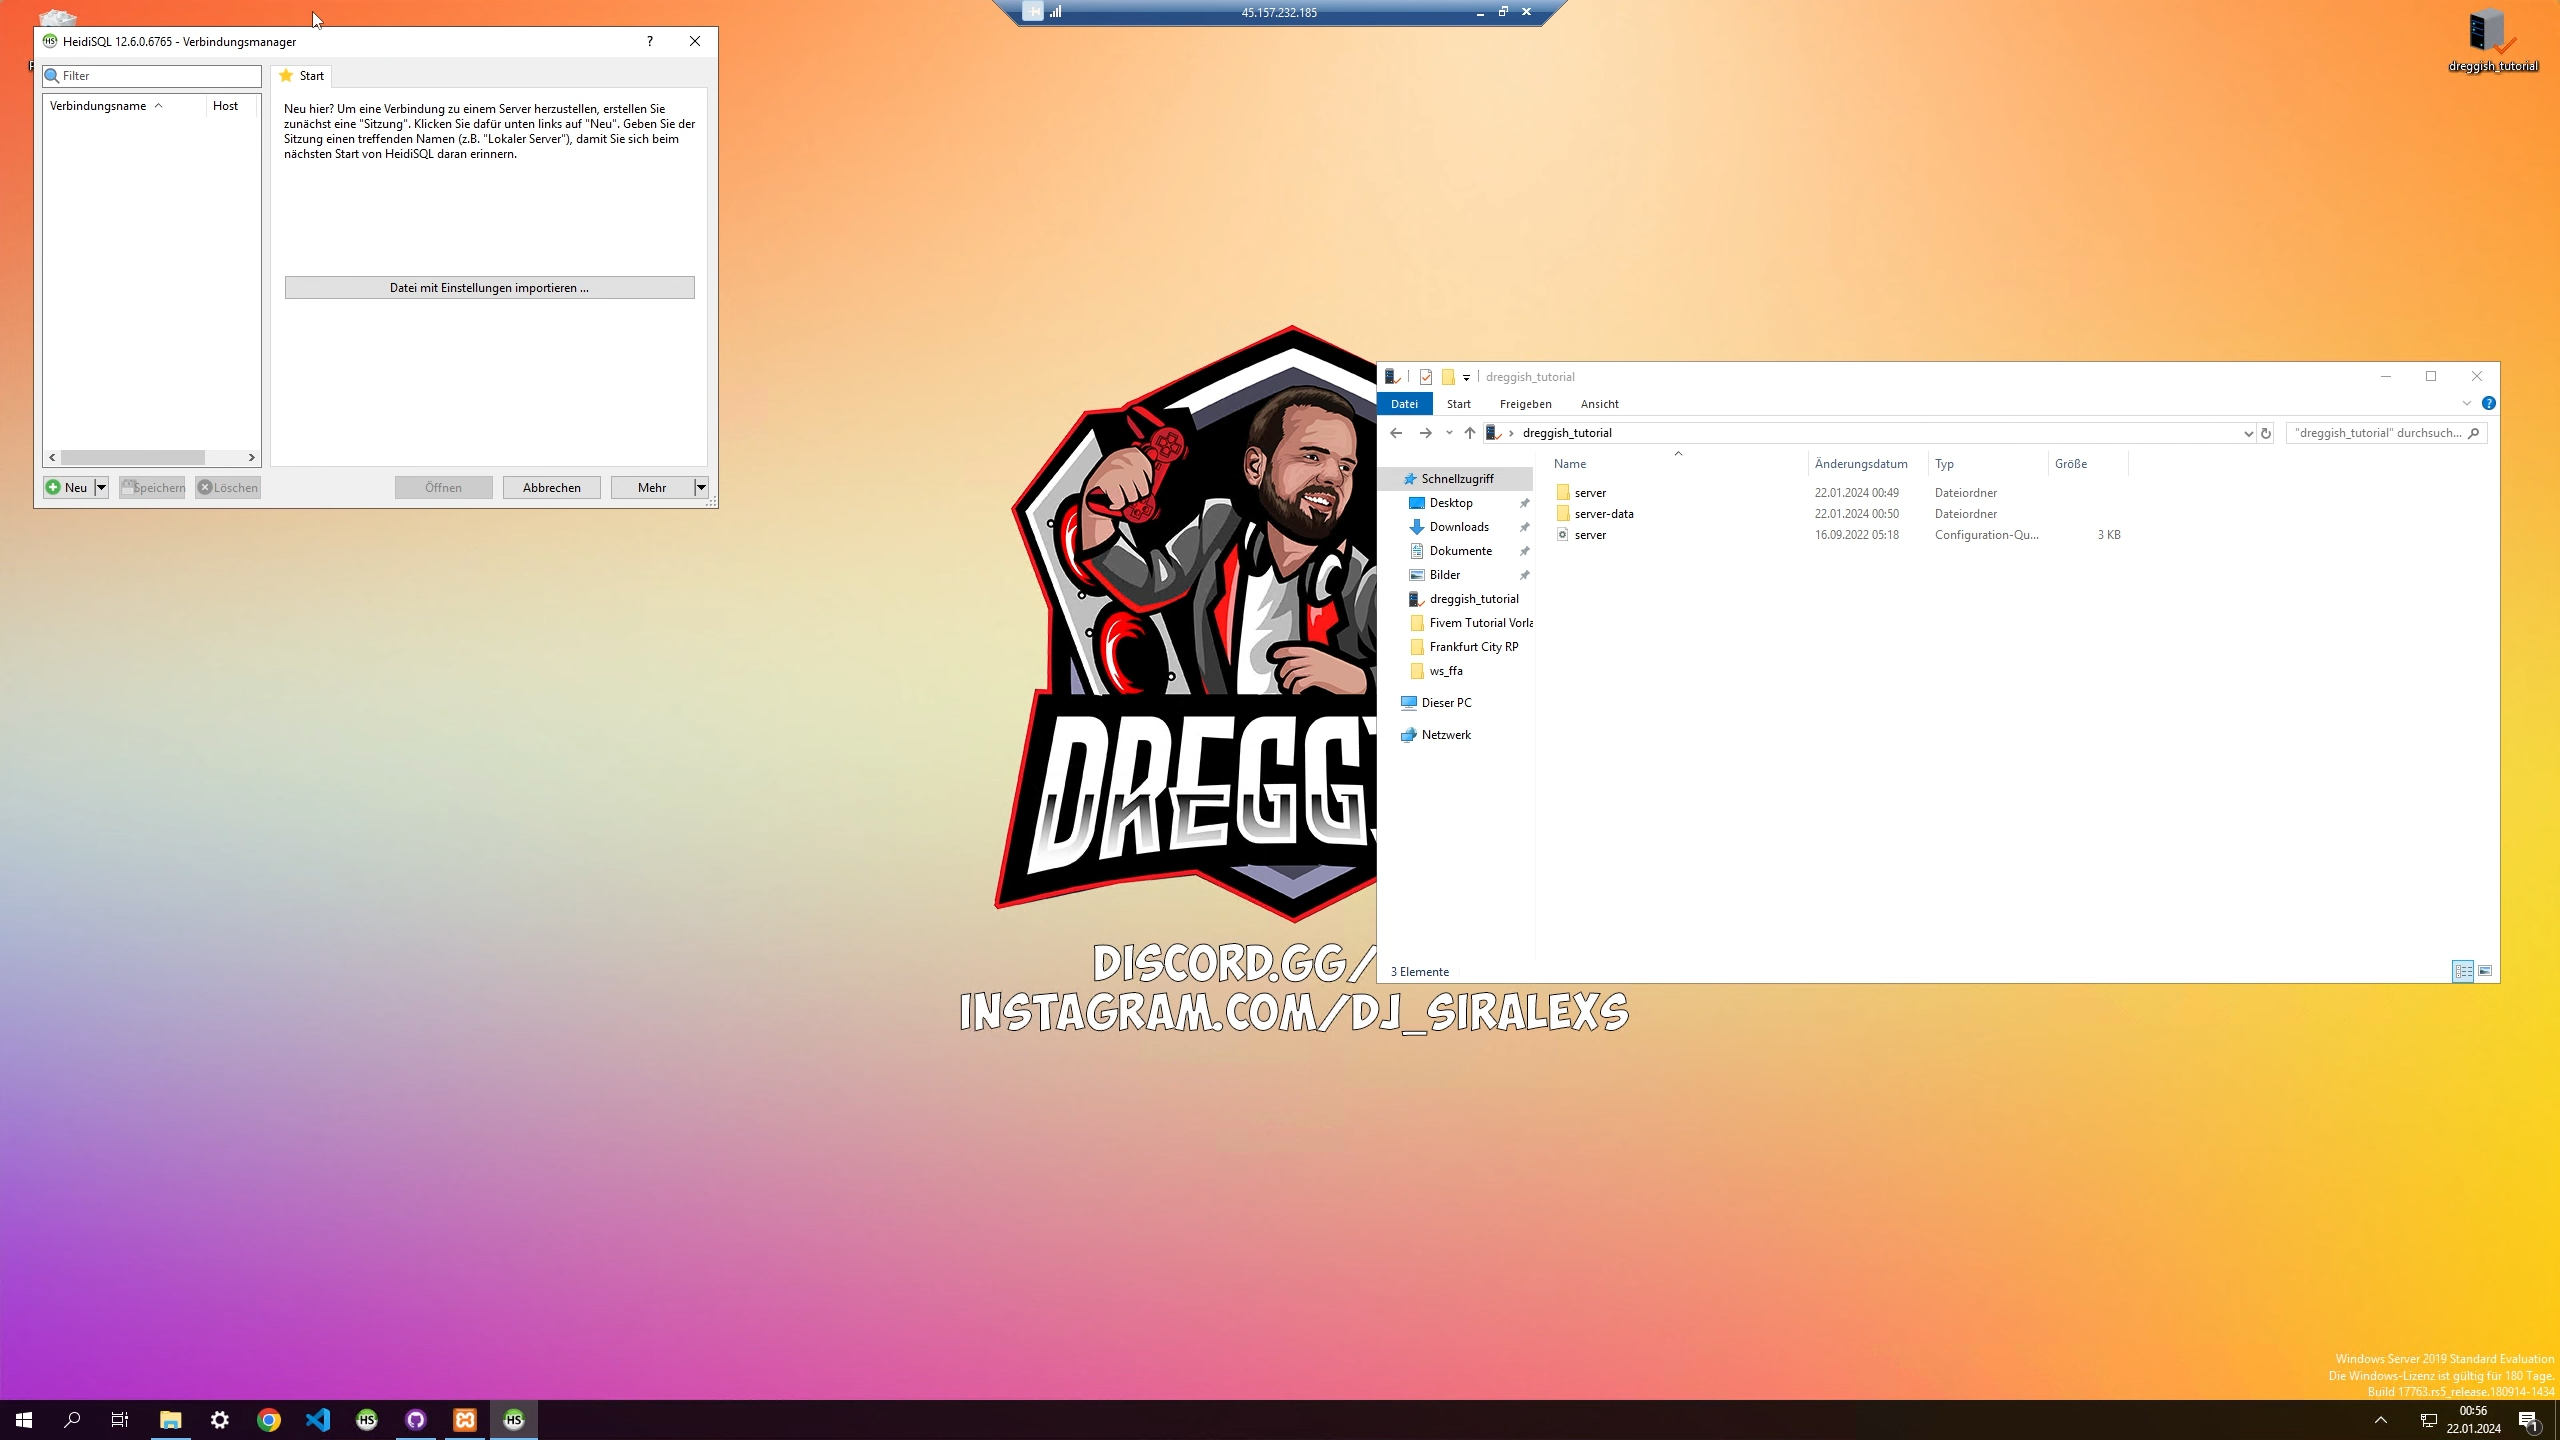 45.157.232.185
dreggish_tutorial
HeidiSQL 12.6.0.6765 - Verbindungsmanager
?
Filter
Verbindungsname
Host
Start
Neu hier? Um eine Verbindung zu einem Server herzustellen, erstellen Sie
zunächst eine "Sitzung". Klicken Sie dafür unten links auf "Neu". Geben Sie der
Sitzung einen treffenden Namen (z.B. "Lokaler Server"), damit Sie sich beim
nächsten Start von HeidiSQL daran erinnern.
Datei mit Einstellungen importieren ...
Neu
Speichern
Löschen
Öffnen
Abbrechen
Mehr
dreggish_tutorial
Datei
Start
Freigeben
Ansicht
dreggish_tutorial
"dreggish_tutorial" durchsuch...
Name
Änderungsdatum
Typ
Größe
server 22.01.2024 00:49 Dateiordner
server-data 22.01.2024 00:50 Dateiordner
server 16.09.2022 05:18 Configuration-Qu... 3 KB
Schnellzugriff
Desktop
Downloads
Dokumente
Bilder
dreggish_tutorial
Fivem Tutorial Vorla
Frankfurt City RP
ws_ffa
Dieser PC
Netzwerk
3 Elemente
DREGG
DISCORD.GG/
INSTAGRAM.COM/DJ_SIRALEXS
Windows Server 2019 Standard Evaluation
Die Windows-Lizenz ist gültig für 180 Tage.
Build 17763.rs5_release.180914-1434
HS
HS
00:56
22.01.2024
1